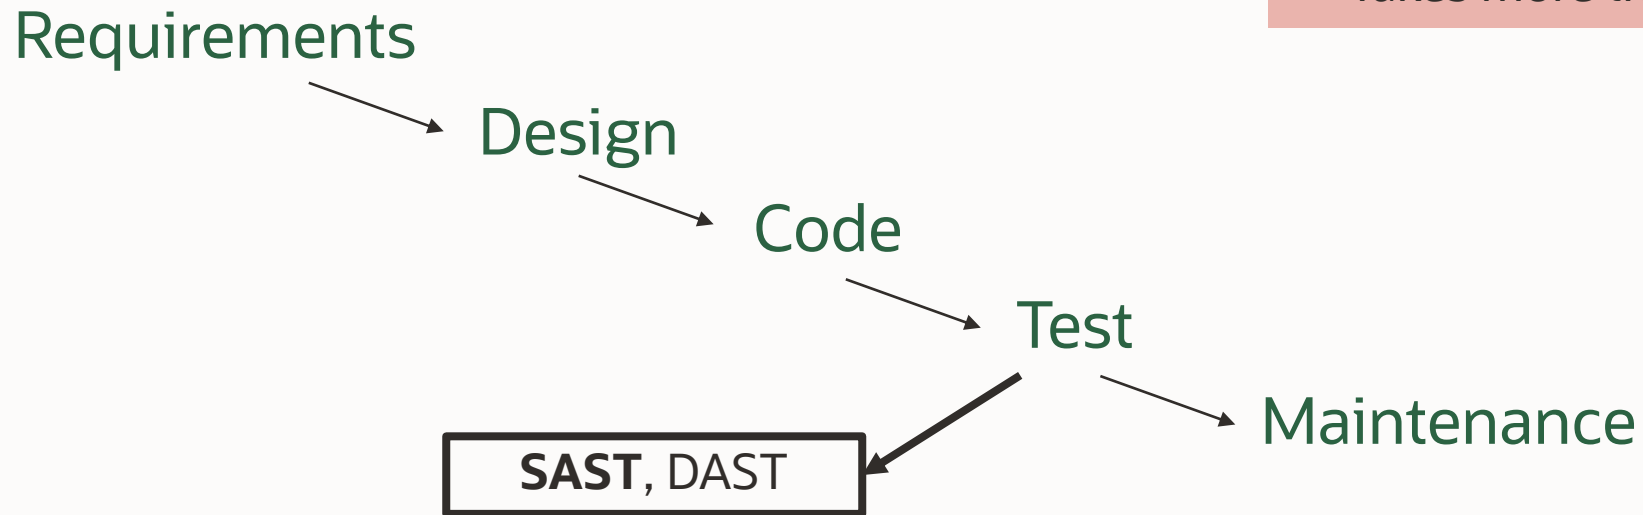 Requirements
Design
Code
Test
Maintenance
SAST, DAST